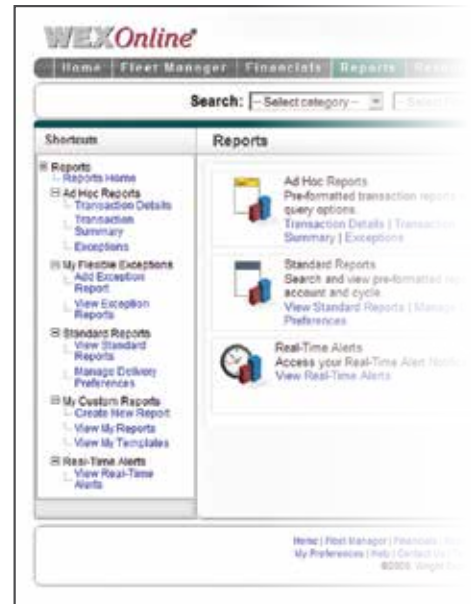 WEXOnline
Home Fleet Manager Financials Reports
Search: -- Select category --
Shortcuts
Reports
Reports Home
Ad Hoc Reports
Transaction Details
Transaction
Summary
Exceptions
My Flexible Exceptions
Add Exception
Report
View Exception
Reports
Standard Reports
View Standard
Reports
Manage Delivery
Preferences
My Custom Reports
Create New Report
View My Reports
View My Templates
Real-Time Alerts
View Real-Time
Alerts
Reports
Ad Hoc Reports
Pre-formatted transaction reports
query options.
Transaction Details | Transaction
Summary | Exceptions
Standard Reports
Search and view pre-formatted
account and cycle
View Standard Reports | Manage
Preferences
Real-Time Alerts
Access your Real-Time Alert
View Real-Time Alerts
Home | Fleet Manager | Financials
My Preferences | Help | Contact Us